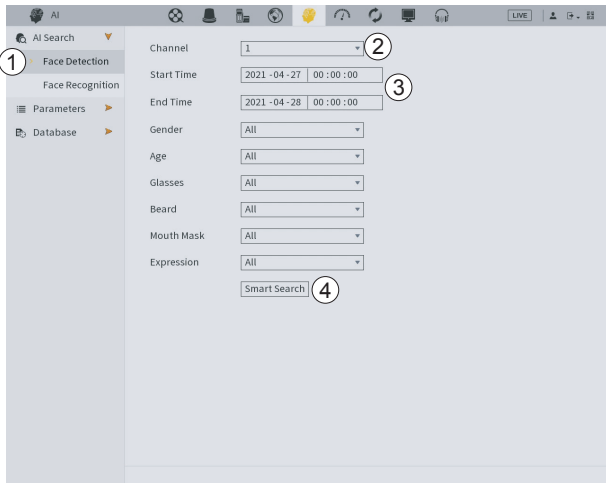 AI
LIVE
AI Search
1 Face Detection
Face Recognition
Parameters
Database
Channel 1 2
Start Time 2021 -04 -27 00 : 00 : 00
3
End Time 2021 -04 -28 00 : 00 : 00
Gender All
Age All
Glasses All
Beard All
Mouth Mask All
Expression All
Smart Search 4